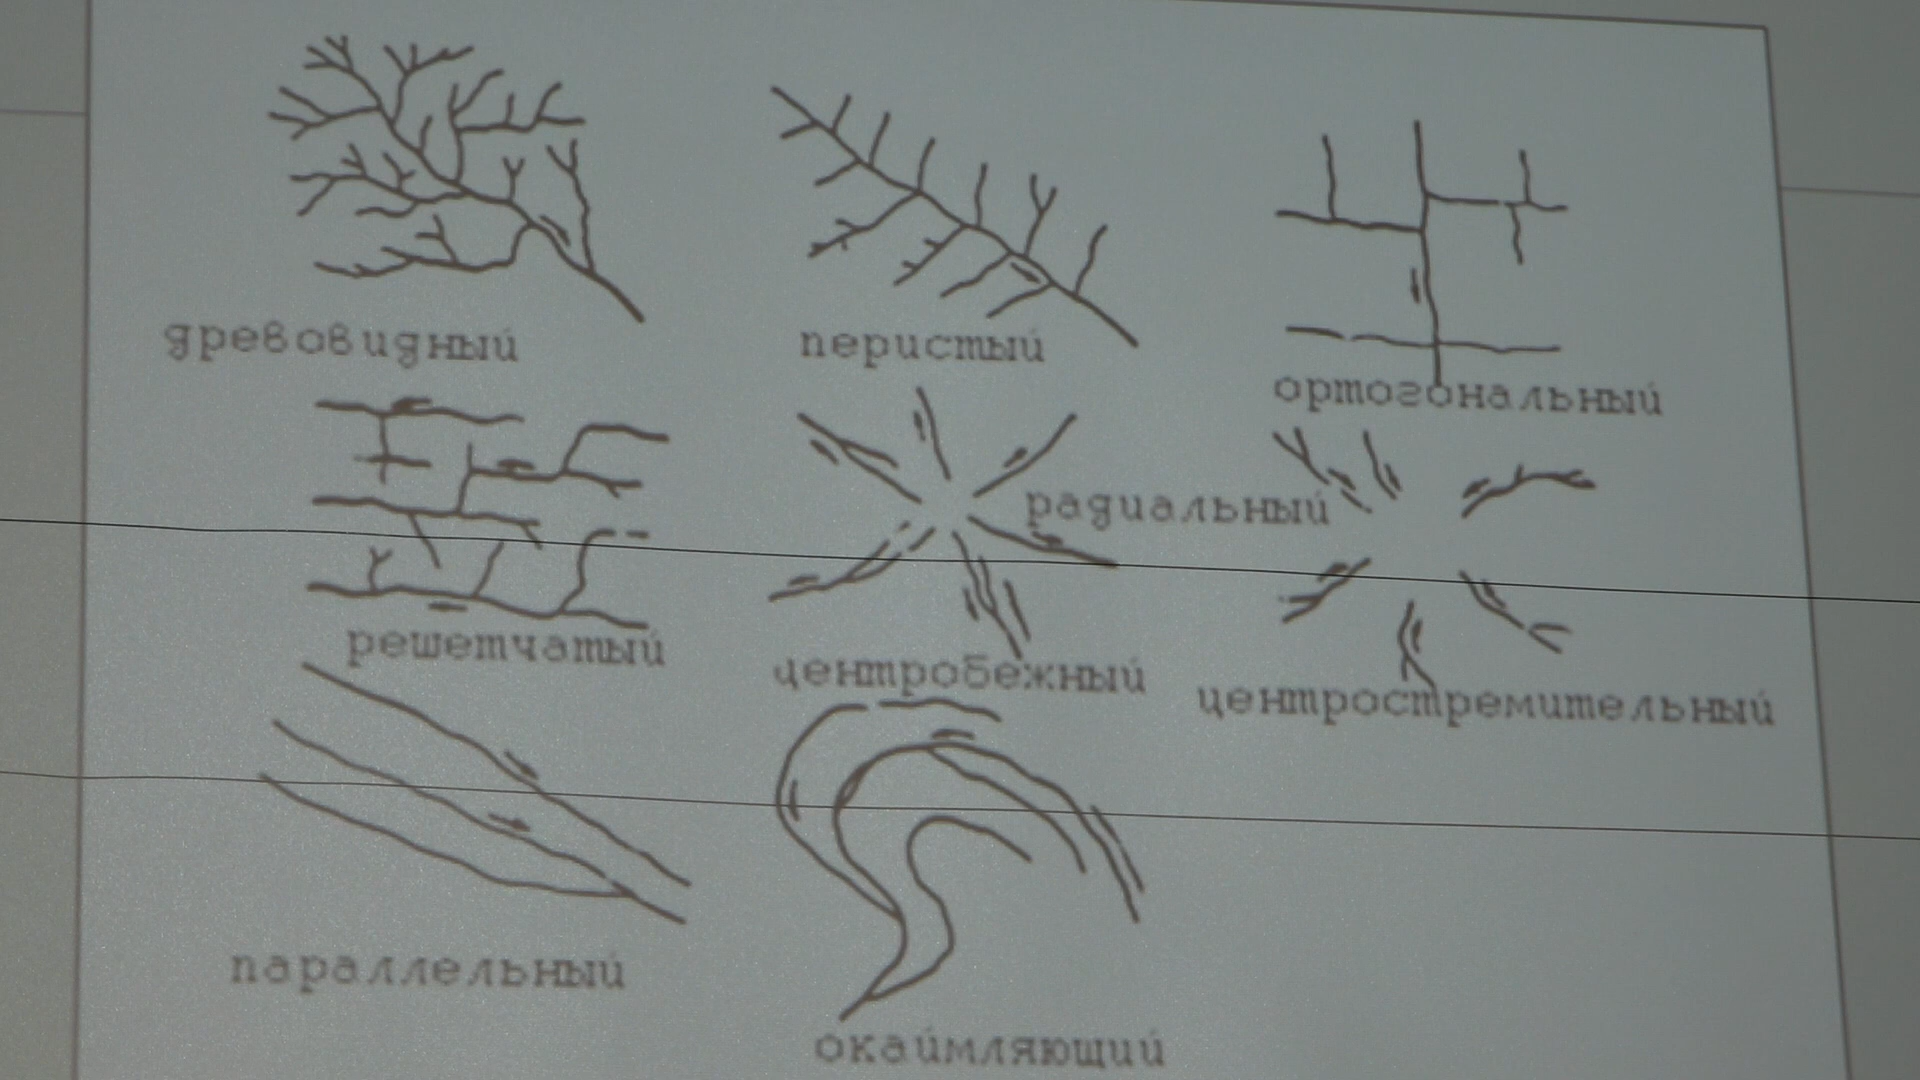 древовидный
перистый
ортогональный
решетчатый
радиальный
центробежный
центростремительный
параллельный
окаймляющий